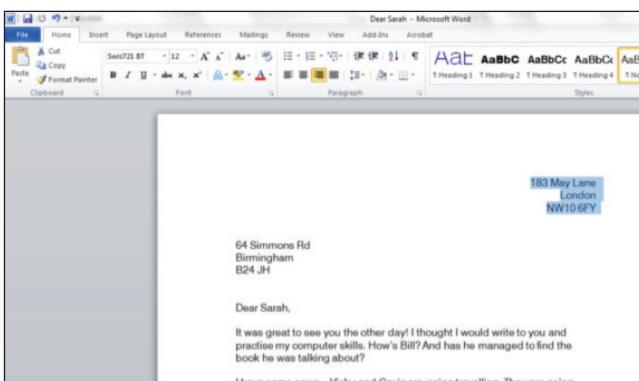 Dear Sarah - Microsoft Word
File Home Insert Page Layout References Mailings Review View Add-Ins Acrobat
Cut
Copy
Format Painter
Paste
Clipboard
Swis721 BT 12
Font
Paragraph
AaB AaBbC AaBbCc AaBbCc AaB
¶ Heading 1 ¶ Heading 2 ¶ Heading 3 ¶ Heading 4
Styles
183 May Lane
London
NW10 6FY
64 Simmons Rd
Birmingham
B24 JH
Dear Sarah,
It was great to see you the other day! I thought I would write to you and
practise my computer skills. How's Bill? And has he managed to find the
book he was talking about?